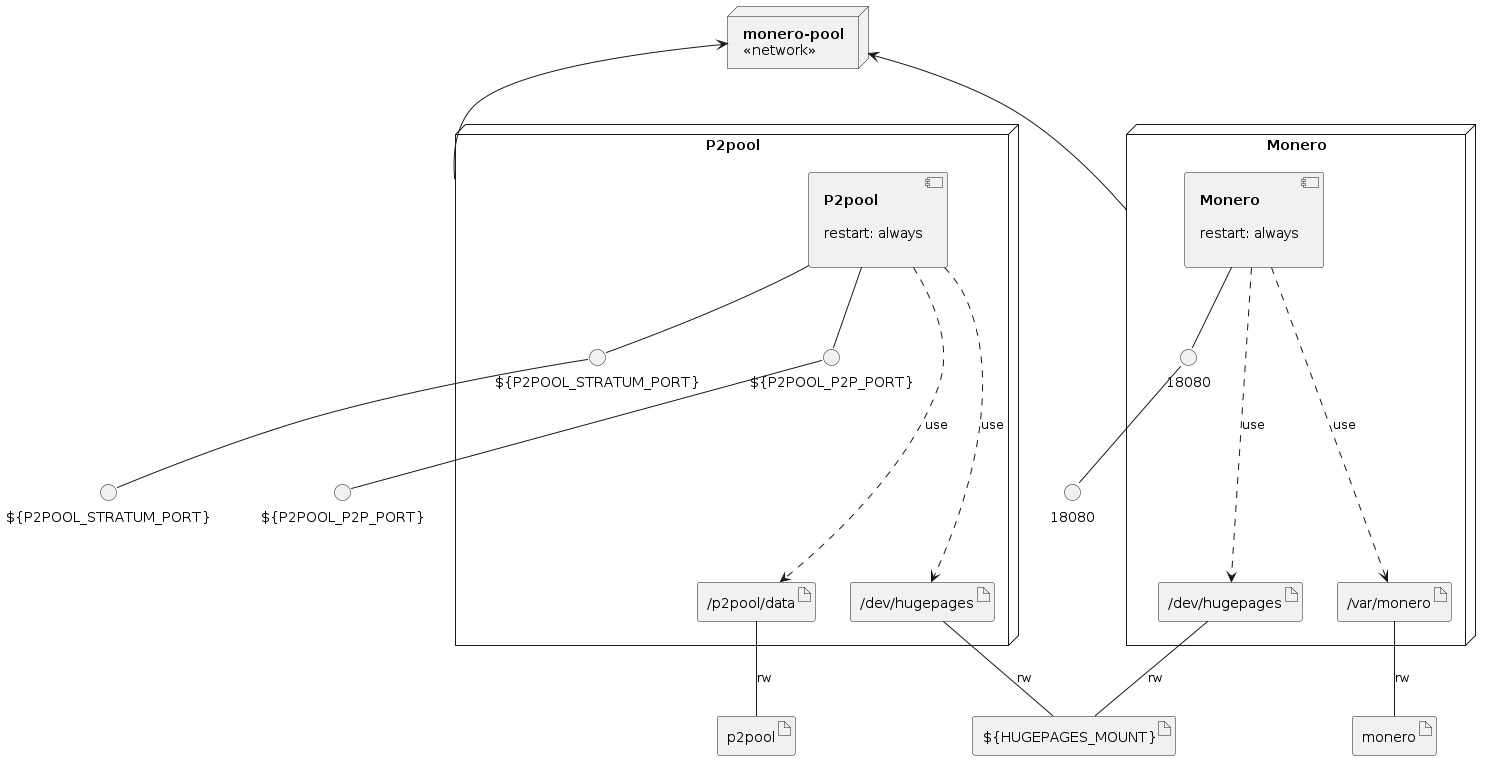 monero-pool
«network»
P2pool
Monero
P2pool
restart: always
Monero
restart: always
${P2POOL_STRATUM_PORT}
${P2POOL_P2P_PORT}
18080
use
use
use
use
${P2POOL_STRATUM_PORT}
${P2POOL_P2P_PORT}
18080
/p2pool/data
/dev/hugepages
/dev/hugepages
/var/monero
rw
rw
rw
rw
p2pool
${HUGEPAGES_MOUNT}
monero